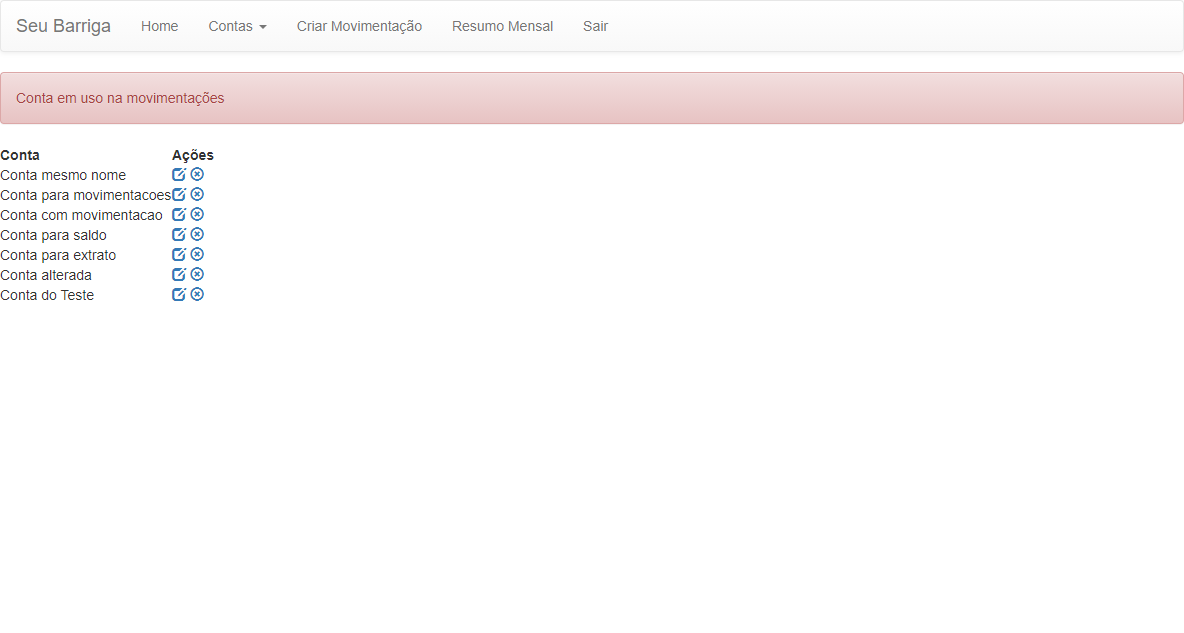 Seu Barriga Home Contas Criar Movimentação Resumo Mensal Sair
Conta em uso na movimentações
Conta Ações
Conta mesmo nome
Conta para movimentacoes
Conta com movimentacao
Conta para saldo
Conta para extrato
Conta alterada
Conta do Teste